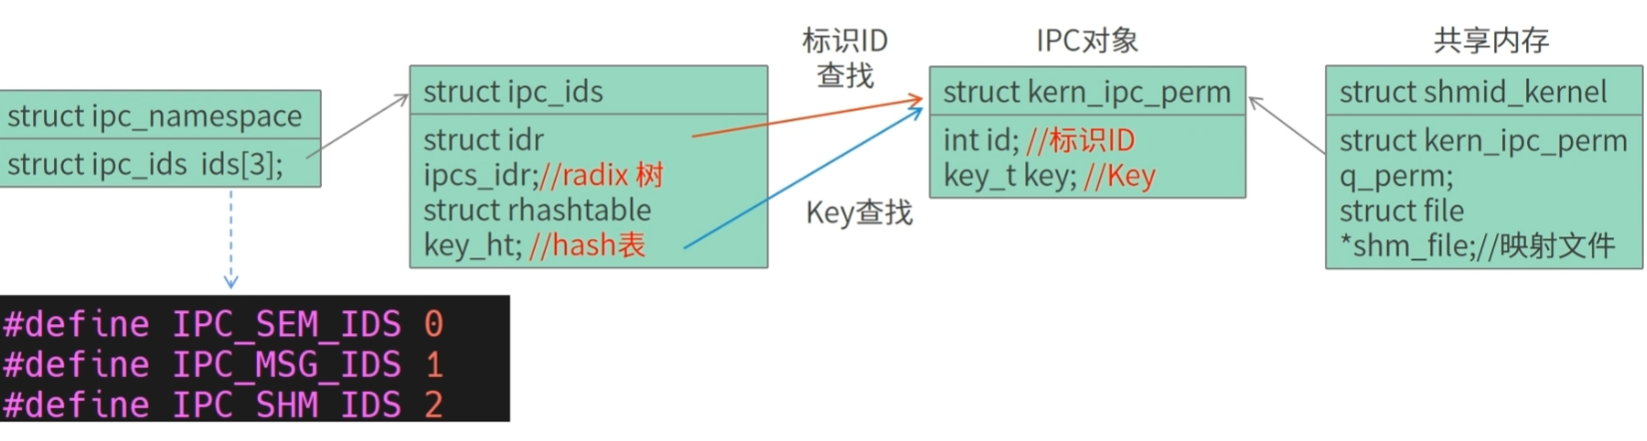 struct ipc_namespace
struct ipc_ids  ids[3];
#define IPC_SEM_IDS 0
#define IPC_MSG_IDS 1
#define IPC_SHM_IDS 2
struct ipc_ids
struct idr
ipcs_idr;//radix 树
struct rhashtable
key_ht; //hash表
标识ID
查找
Key查找
IPC对象
struct kern_ipc_perm
int id; //标识ID
key_t key; //Key
共享内存
struct shmid_kernel
struct kern_ipc_perm
q_perm;
struct file
*shm_file;//映射文件